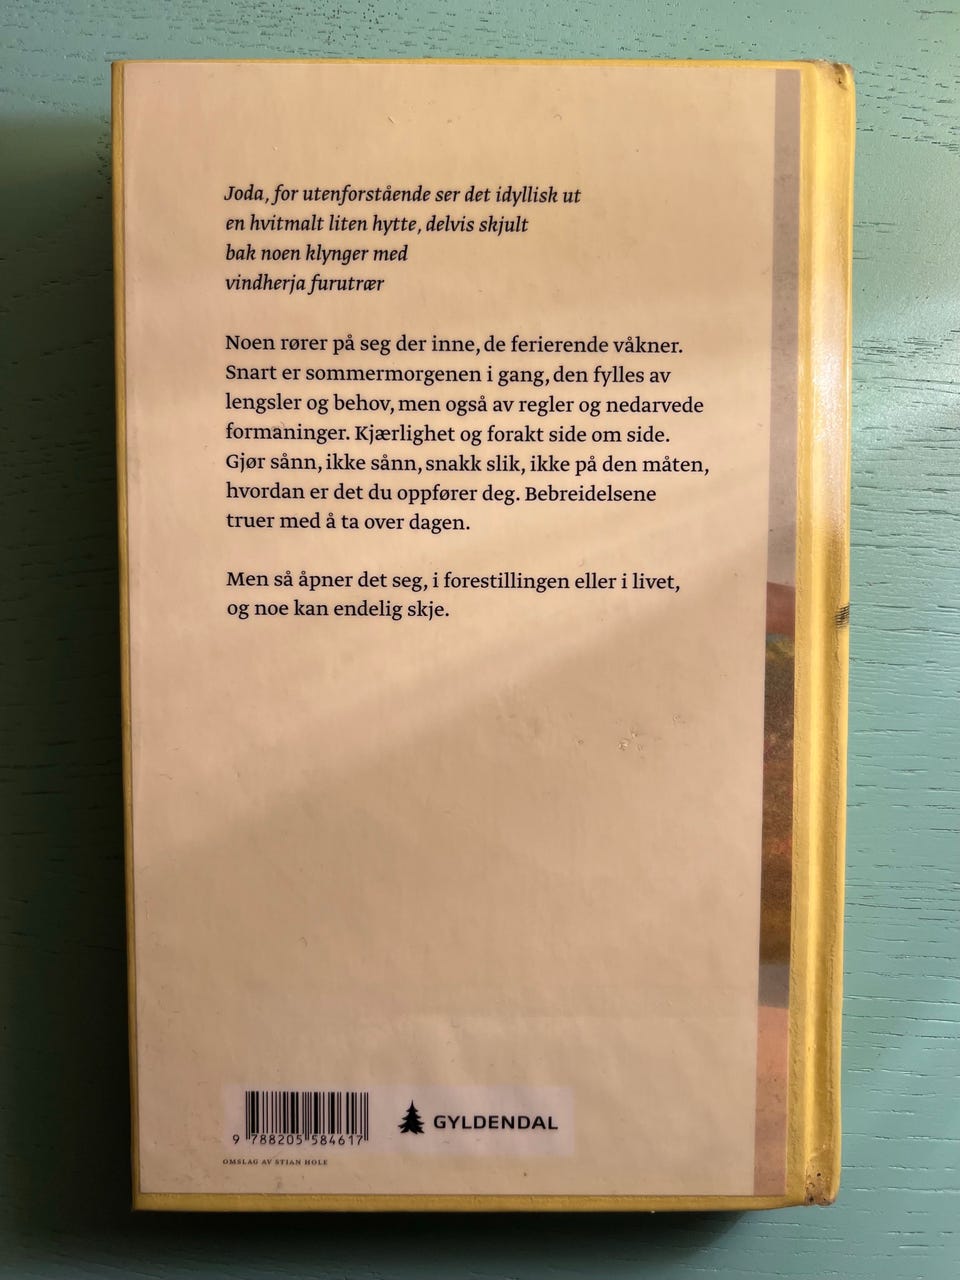 Joda, for utenforstående ser det idyllisk ut
en hvitmalt liten hytte, delvis skjult
bak noen klynger med
vindherja furutrær
Noen rører på seg der inne, de ferierende våkner.
Snart er sommermorgenen i gang, den fylles av
lengsler og behov, men også av regler og nedarvede
formaninger. Kjærlighet og forakt side om side.
Gjør sånn, ikke sånn, snakk slik, ikke på den måten,
hvordan er det du oppfører deg. Bebreidelsene
truer med å ta over dagen.
Men så åpner det seg, i forestillingen eller i livet,
og noe kan endelig skje.
9 788205 584617
GYLDENDAL
OMSLAG AV STIAN HOLE